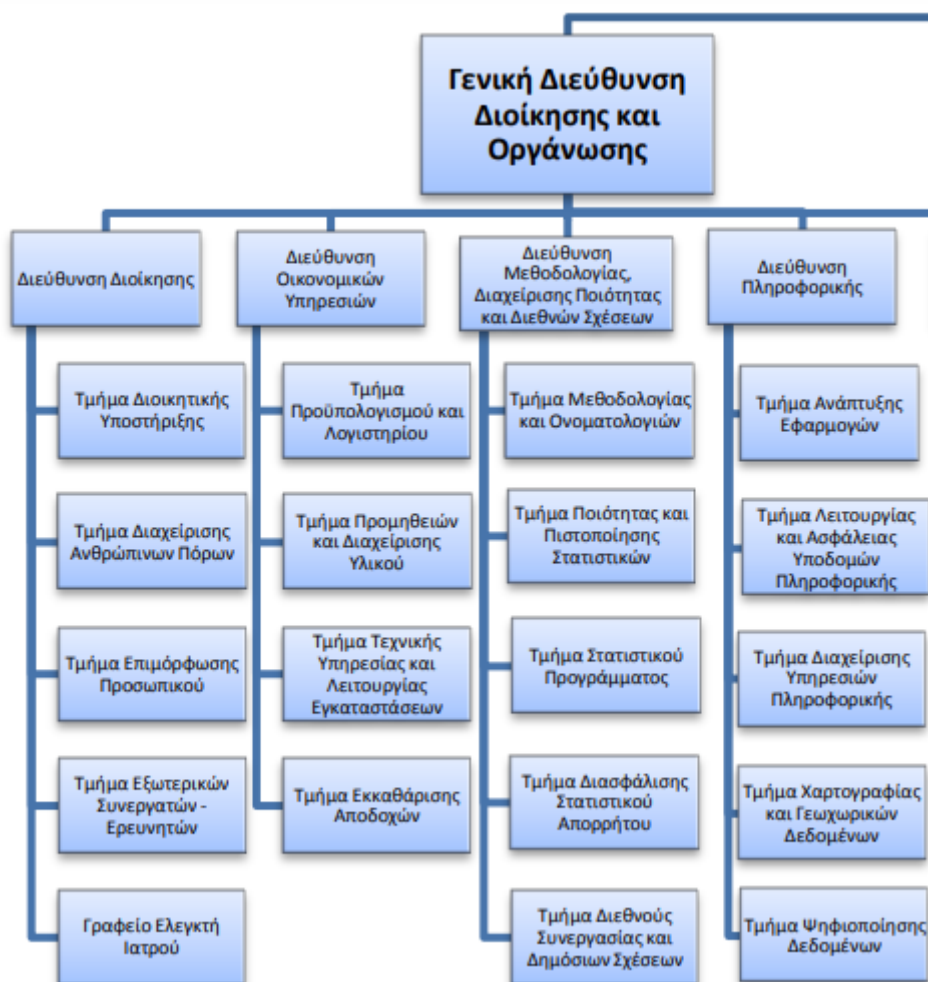 Γενική Διεύθυνση
Διοίκησης και
Οργάνωσης
Διεύθυνση Διοίκησης
Διεύθυνση
Οικονομικών
Υπηρεσιών
Διεύθυνση
Μεθοδολογίας,
Διαχείρισης Ποιότητας
και Διεθνών Σχέσεων
Διεύθυνση
Πληροφορικής
Τμήμα Διοικητικής
Υποστήριξης
Τμήμα Διαχείρισης
Ανθρώπινων Πόρων
Τμήμα Επιμόρφωσης
Προσωπικού
Τμήμα Εξωτερικών
Συνεργατών -
Ερευνητών
Γραφείο Ελεγκτή
Ιατρού
Τμήμα
Προϋπολογισμού και
Λογιστηρίου
Τμήμα Προμηθειών
και Διαχείρισης
Υλικού
Τμήμα Τεχνικής
Υπηρεσίας και
Λειτουργίας
Εγκαταστάσεων
Τμήμα Εκκαθάρισης
Αποδοχών
Τμήμα Μεθοδολογίας
και Ονοματολογιών
Τμήμα Ποιότητας και
Πιστοποίησης
Στατιστικών
Τμήμα Στατιστικού
Προγράμματος
Τμήμα Διασφάλισης
Στατιστικού
Απορρήτου
Τμήμα Διεθνούς
Συνεργασίας και
Δημόσιων Σχέσεων
Τμήμα Ανάπτυξης
Εφαρμογών
Τμήμα Λειτουργίας
και Ασφάλειας
Υποδομών
Πληροφορικής
Τμήμα Διαχείρισης
Υπηρεσιών
Πληροφορικής
Τμήμα Χαρτογραφίας
και Γεωχωρικών
Δεδομένων
Τμήμα Ψηφιοποίησης
Δεδομένων